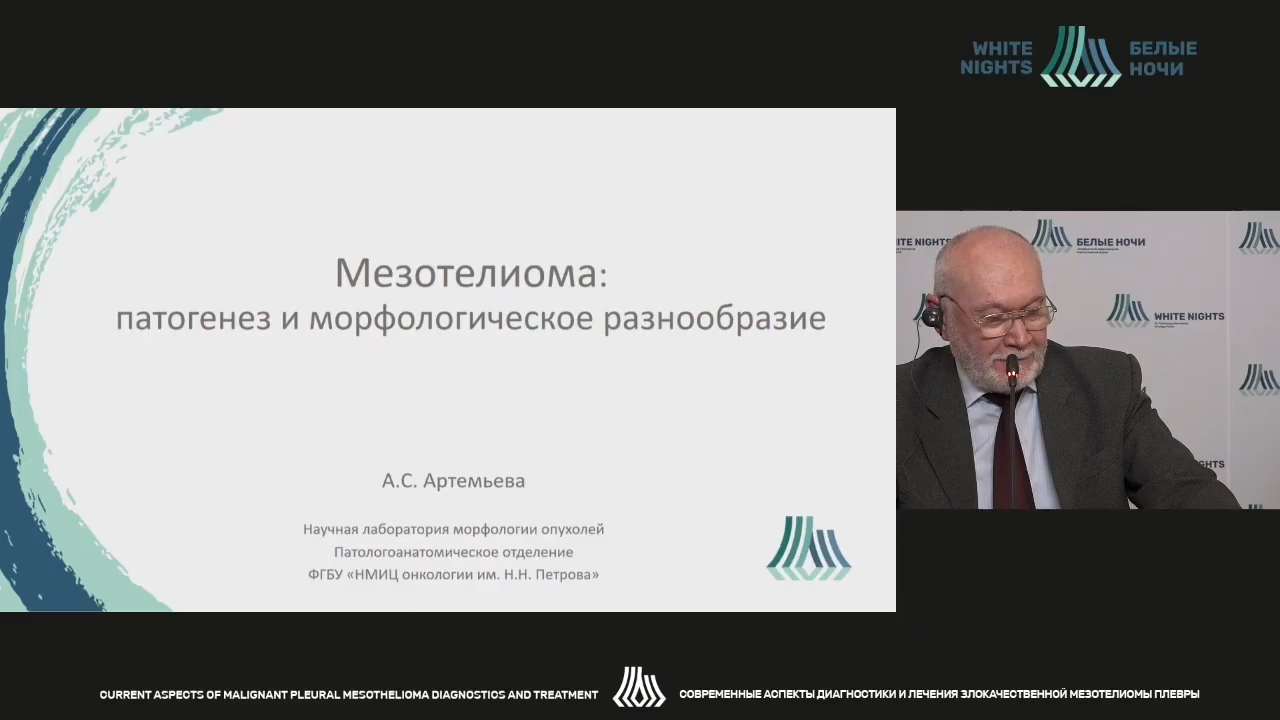 WHITE
NIGHTS
БЕЛЫЕ
НОЧИ
Мезотелиома:
патогенез и морфологическое разнообразие
А.С. Артемьева
Научная лаборатория морфологии опухолей
Патологоанатомическое отделение
ФГБУ «НМИЦ онкологии им. Н.Н. Петрова»
WHITE NIGHTS
БЕЛЫЕ НОЧИ
WHITE NIGHTS
CURRENT ASPECTS OF MALIGNANT PLEURAL MESOTHELIOMA DIAGNOSTICS AND TREATMENT
СОВРЕМЕННЫЕ АСПЕКТЫ ДИАГНОСТИКИ И ЛЕЧЕНИЯ ЗЛОКАЧЕСТВЕННОЙ МЕЗОТЕЛИОМЫ ПЛЕВРЫ